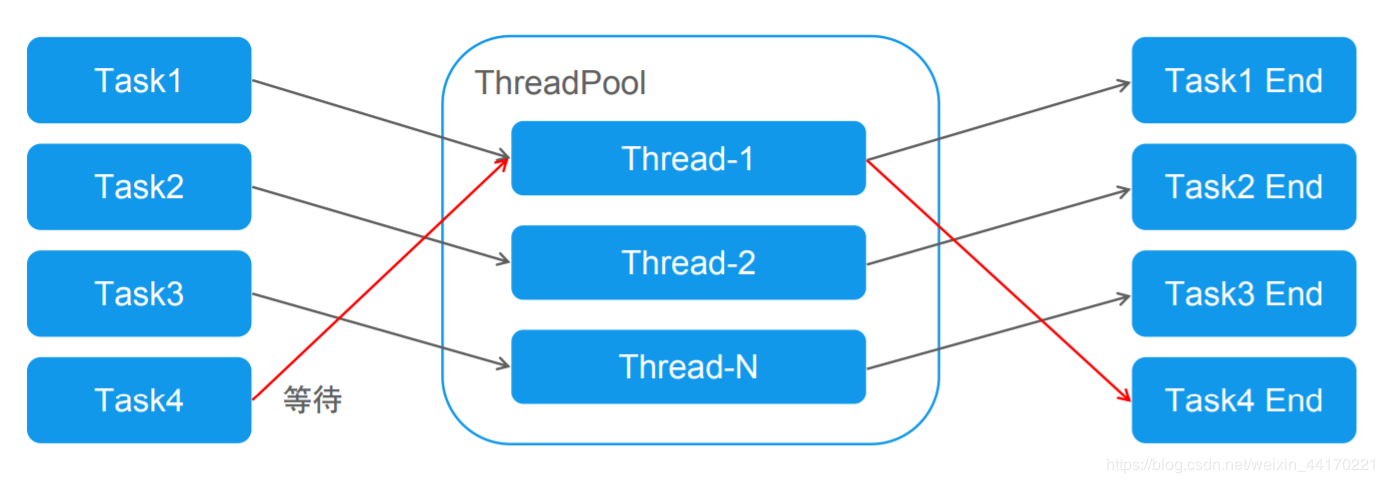 Task1
Task2
Task3
Task4
等待
ThreadPool
Thread-1
Thread-2
Thread-N
Task1 End
Task2 End
Task3 End
Task4 End
https://blog.csdn.net/weixin_44170221